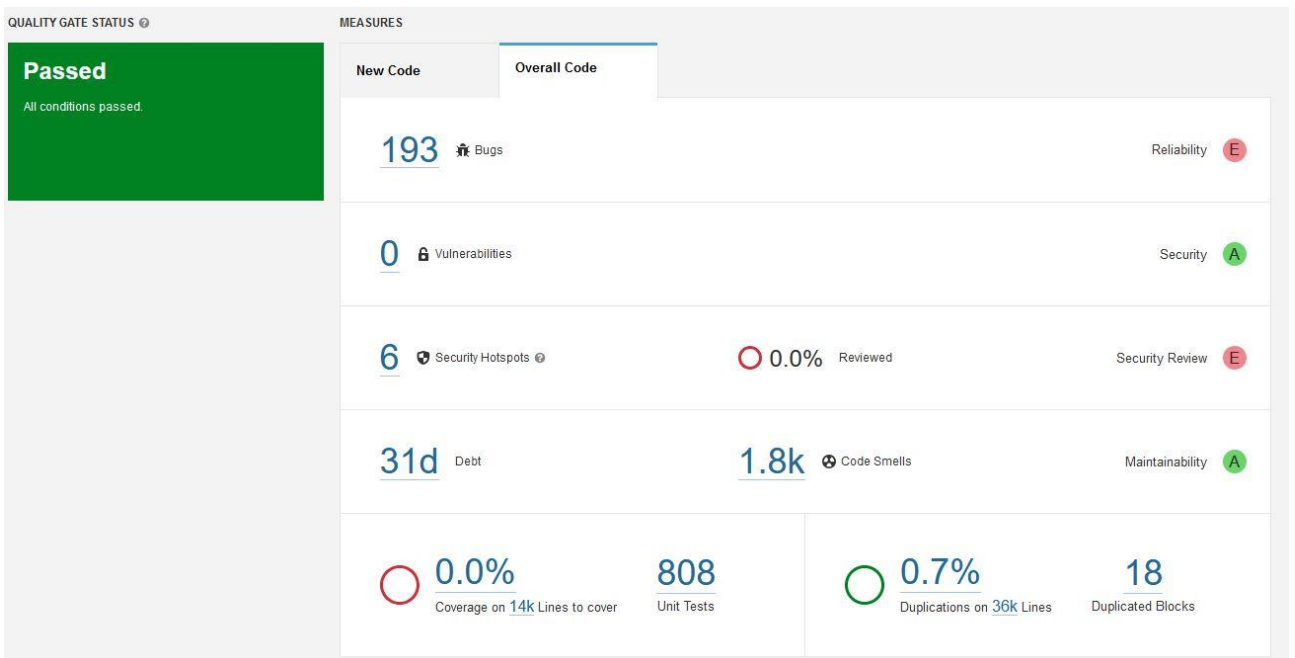 QUALITY GATE STATUS
MEASURES
Passed
All conditions passed.
New Code
Overall Code
193 Bugs
Reliability E
0 Vulnerabilities
Security A
6 Security Hotspots
0.0% Reviewed
Security Review E
31d Debt
1.8k Code Smells
Maintainability A
0.0%
Coverage on 14k Lines to cover
808
Unit Tests
0.7%
Duplications on 36k Lines
18
Duplicated Blocks